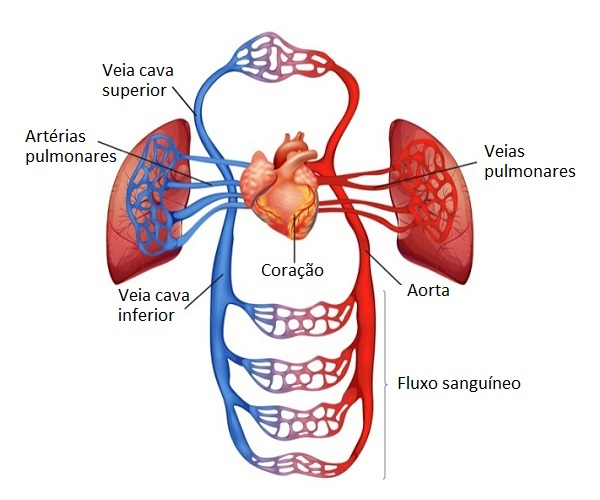 Veia cava
superior
Artérias
pulmonares
Veias
pulmonares
Coração
Veia cava
inferior
Aorta
Fluxo sanguíneo